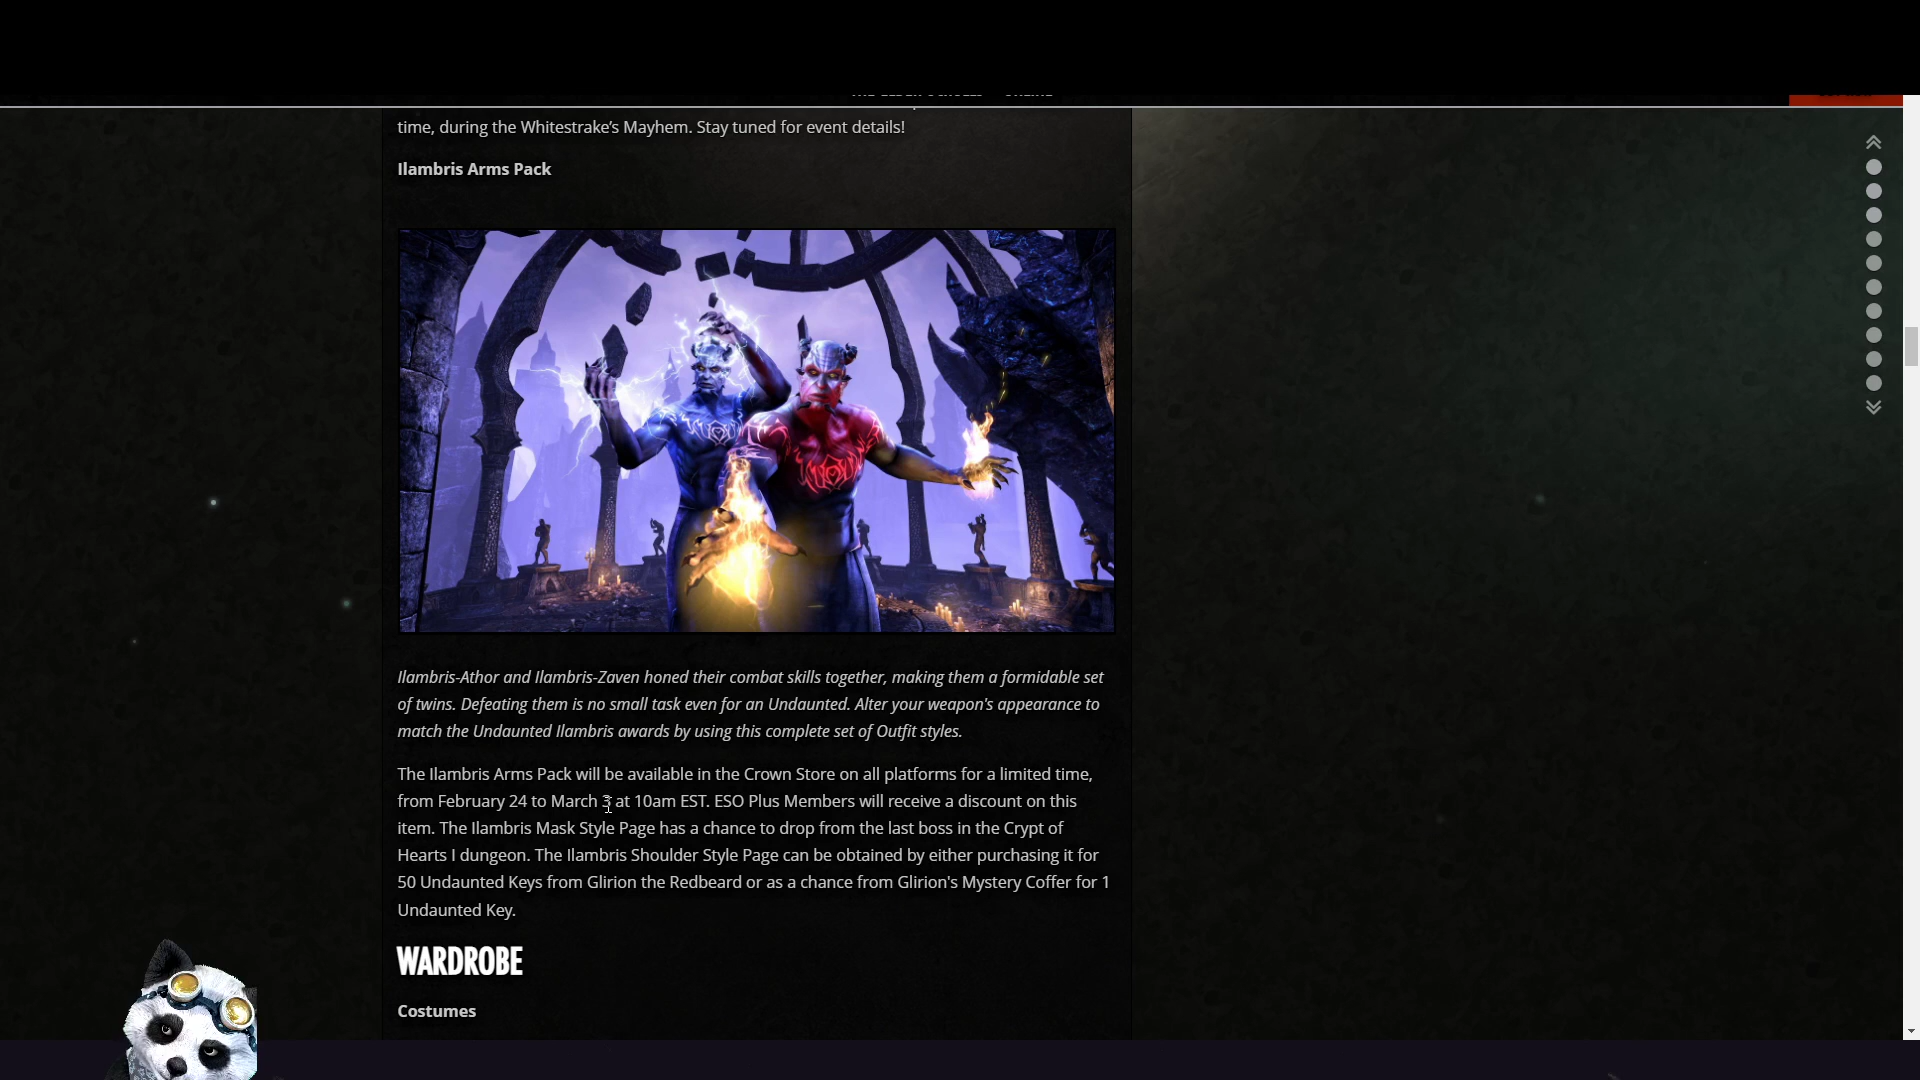 time, during the Whitestrake’s Mayhem. Stay tuned for event details!
Ilambris Arms Pack
Ilambris-Athor and Ilambris-Zaven honed their combat skills together, making them a formidable set
of twins. Defeating them is no small task even for an Undaunted. Alter your weapon's appearance to
match the Undaunted Ilambris awards by using this complete set of Outfit styles.
The Ilambris Arms Pack will be available in the Crown Store on all platforms for a limited time,
from February 24 to March 3 at 10am EST. ESO Plus Members will receive a discount on this
item. The Ilambris Mask Style Page has a chance to drop from the last boss in the Crypt of
Hearts I dungeon. The Ilambris Shoulder Style Page can be obtained by either purchasing it for
50 Undaunted Keys from Glirion the Redbeard or as a chance from Glirion's Mystery Coffer for 1
Undaunted Key.
WARDROBE
Costumes